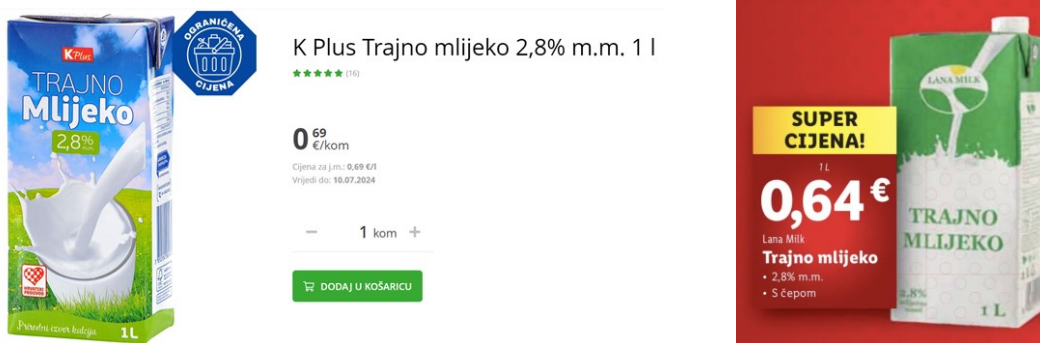 K Plus
TRAJNO
Mlijeko
2,8%
m.m.
Prirodni izvor kalcija
1L
OGRANIČENA
CIJENA
K Plus Trajno mlijeko 2,8% m.m. 1 l
(16)
0 69
€/kom
Cijena za j.m.: 0,69 €/l
Vrijedi do: 10.07.2024
− 1 kom +
DODAJ U KOŠARICU
SUPER
CIJENA!
1 L
0,64 €
Lana Milk
Trajno mlijeko
• 2,8% m.m.
• S čepom
LANA MILK
TRAJNO
MLIJEKO
2.8%
1 L